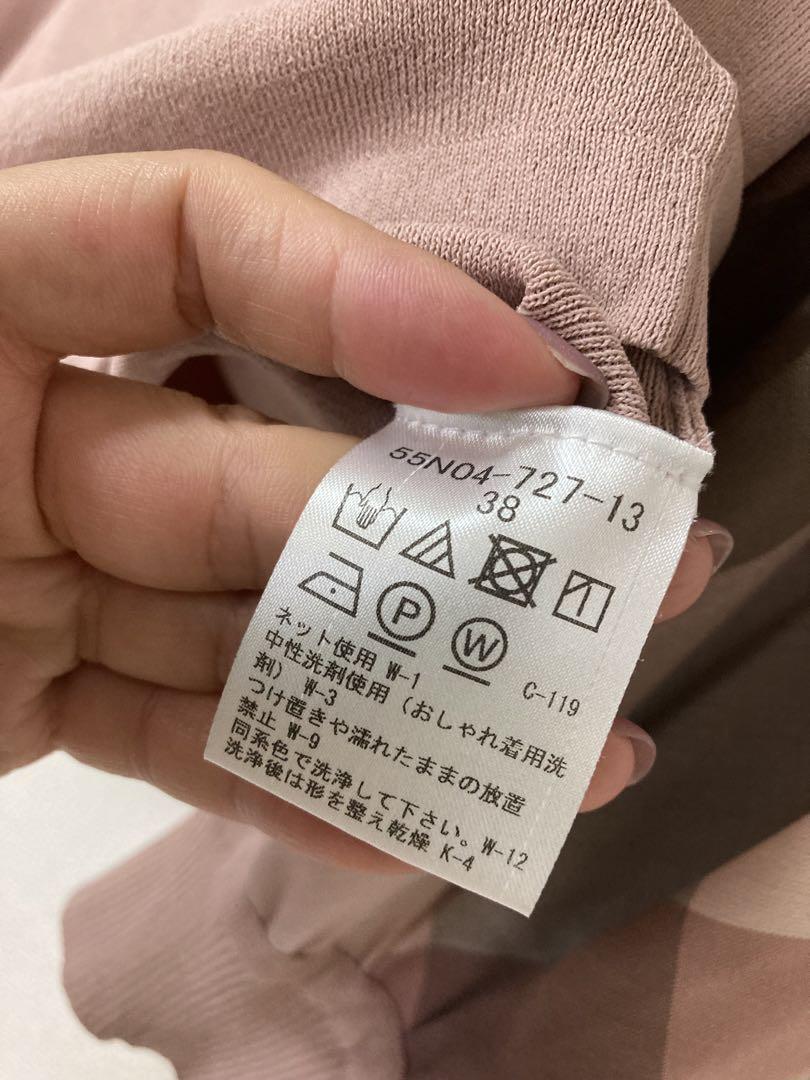 55N04-727-13
38
P W
C-119
ネット使用 W-1
中性洗剤使用（おしゃれ着用洗
剤）W-3
つけ置きや濡れたままの放置
禁止 W-9
同系色で洗浄して下さい。W-12
洗浄後は形を整え乾燥 K-4